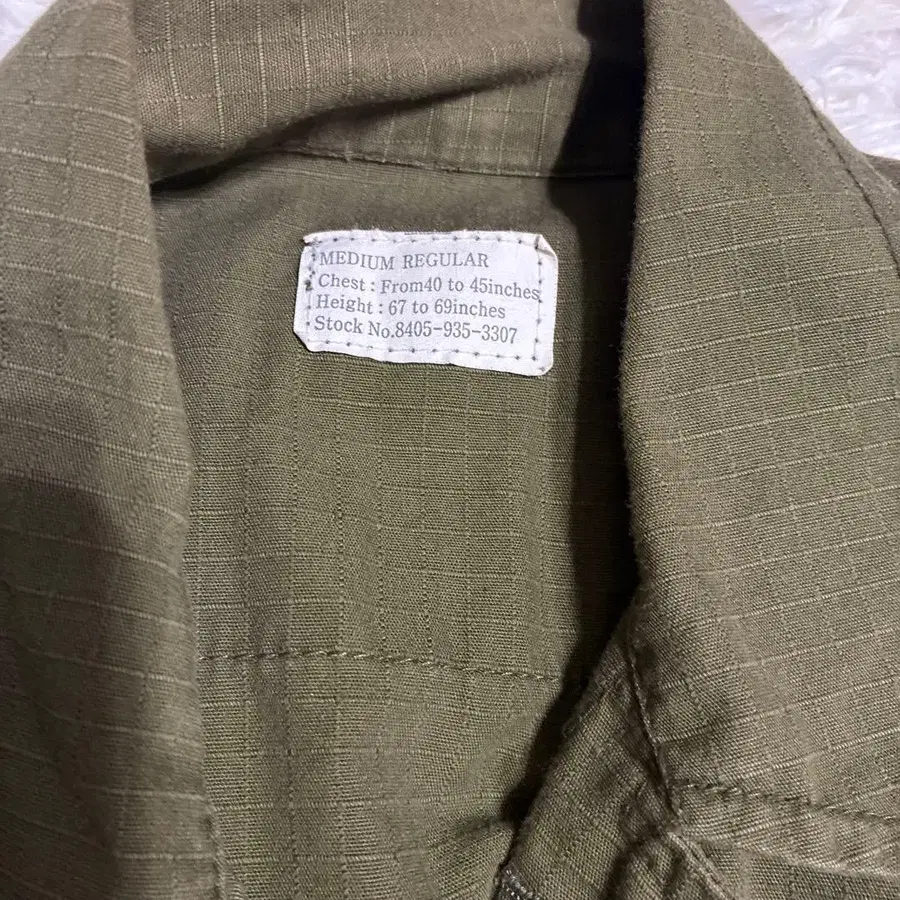 MEDIUM REGULAR
Chest : From40 to 45inches
Height : 67 to 69inches
Stock No.8405-935-3307